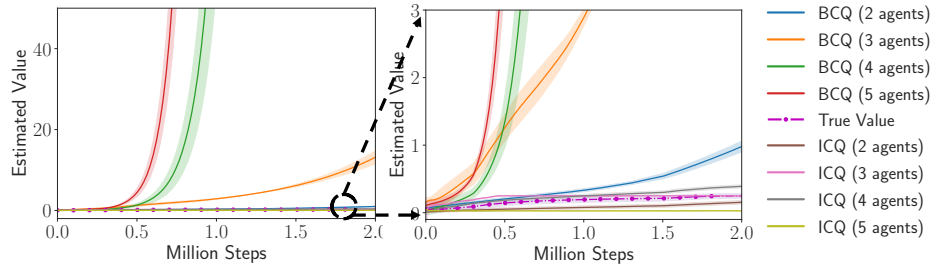 Estimated Value
40
20
0
0.0
0.5
1.0
1.5
2.0
Million Steps
Estimated Value
3
2
1
0
0.0
0.5
1.0
1.5
2.0
Million Steps
BCQ (2 agents)
BCQ (3 agents)
BCQ (4 agents)
BCQ (5 agents)
True Value
ICQ (2 agents)
ICQ (3 agents)
ICQ (4 agents)
ICQ (5 agents)